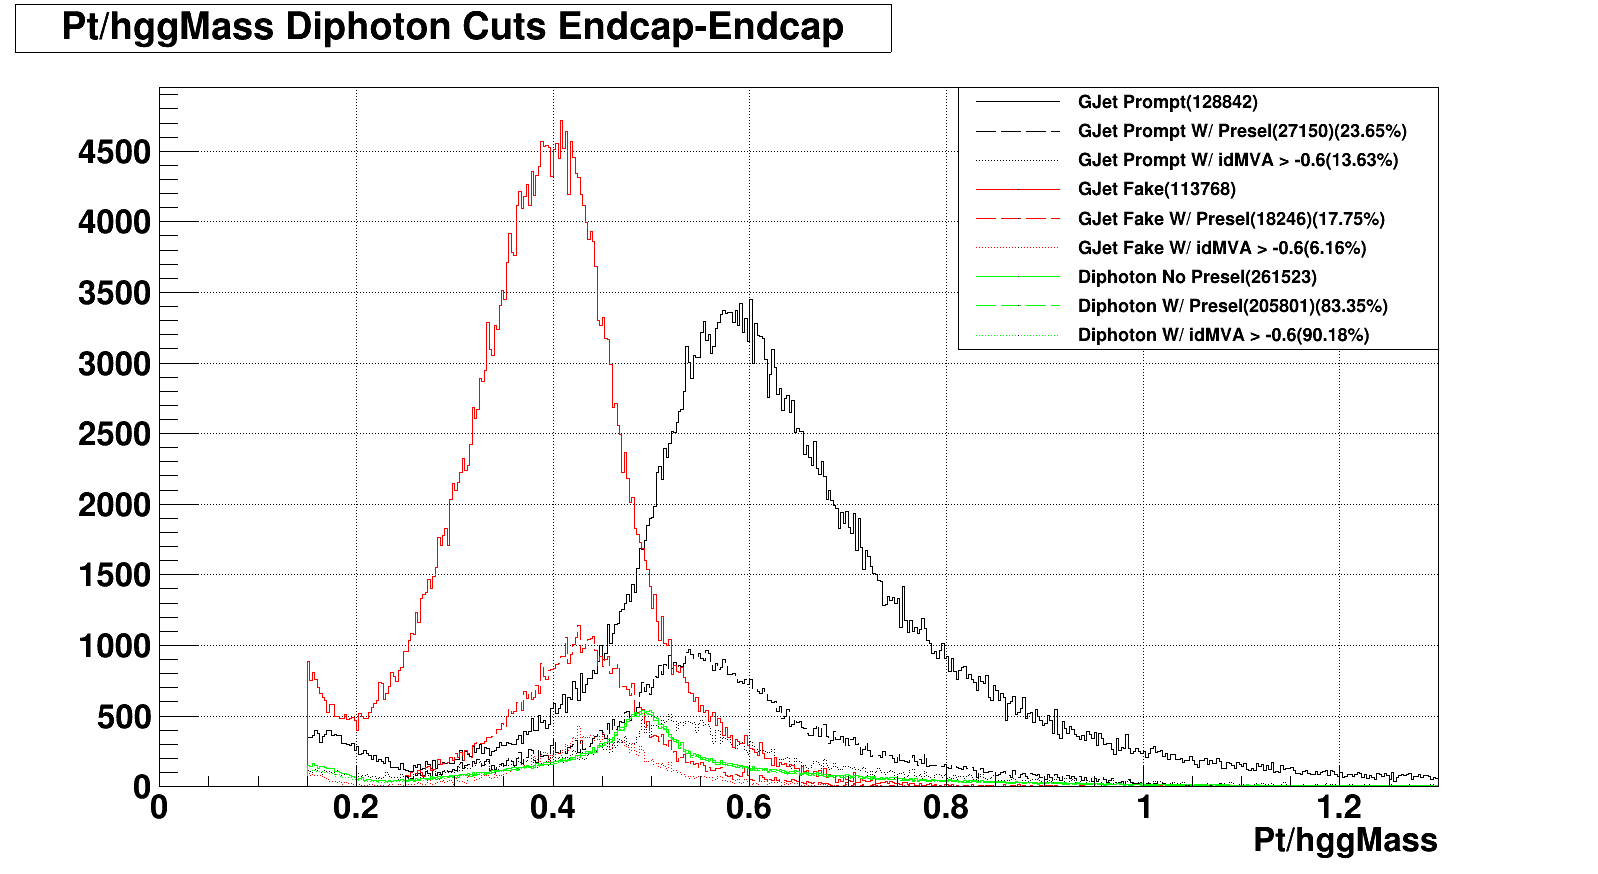 Pt/hggMass Diphoton Cuts Endcap-Endcap
GJet Prompt(128842)
GJet Prompt W/ Presel(27150)(23.65%)
GJet Prompt W/ idMVA > -0.6(13.63%)
GJet Fake(113768)
GJet Fake W/ Presel(18246)(17.75%)
GJet Fake W/ idMVA > -0.6(6.16%)
Diphoton No Presel(261523)
Diphoton W/ Presel(205801)(83.35%)
Diphoton W/ idMVA > -0.6(90.18%)
4500
4000
3500
3000
2500
2000
1500
1000
500
0
0 0.2 0.4 0.6 0.8 1 1.2
Pt/hggMass